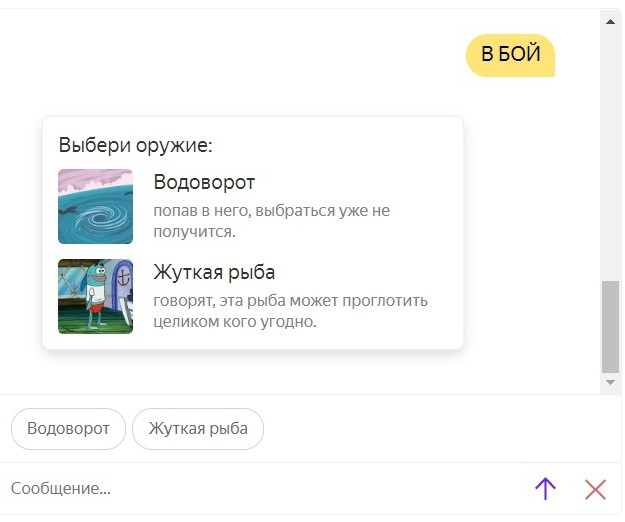 В БОЙ
Выбери оружие:
Водоворот
попав в него, выбраться уже не
получится.
Жуткая рыба
говорят, эта рыба может проглотить
целиком кого угодно.
Водоворот
Жуткая рыба
Сообщение...